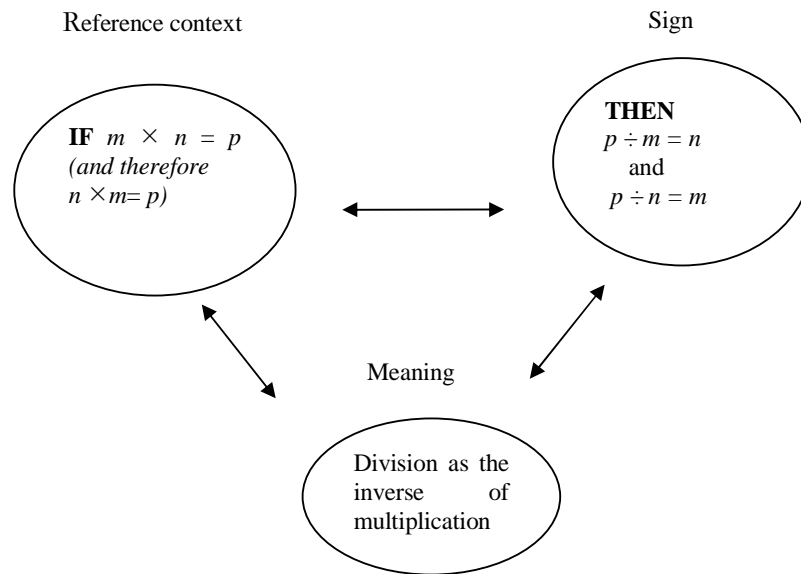 Reference context
Sign
IF m × n = p
(and therefore
n ×m= p)
THEN
p ÷ m = n
and
p ÷ n = m
Meaning
Division as the
inverse of
multiplication